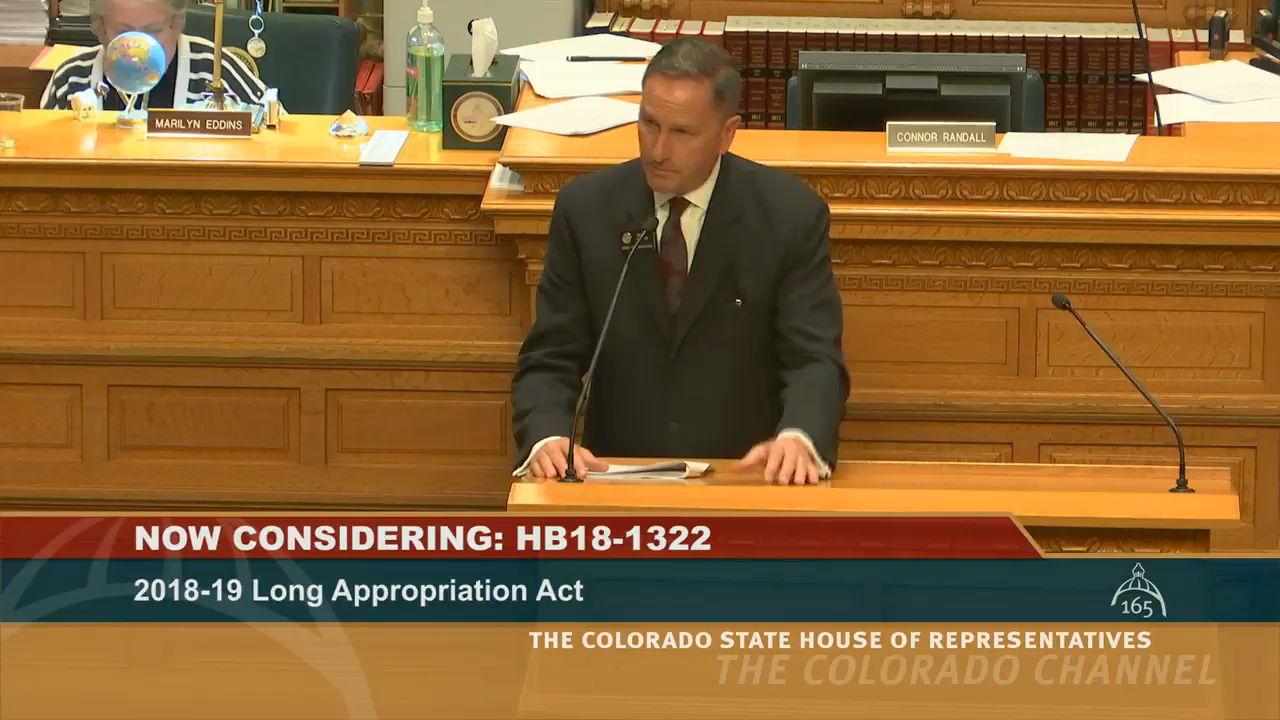 MARILYN EDDINS
CONNOR RANDALL
NOW CONSIDERING: HB18-1322
2018-19 Long Appropriation Act
165
THE COLORADO STATE HOUSE OF REPRESENTATIVES
THE COLORADO CHANNEL